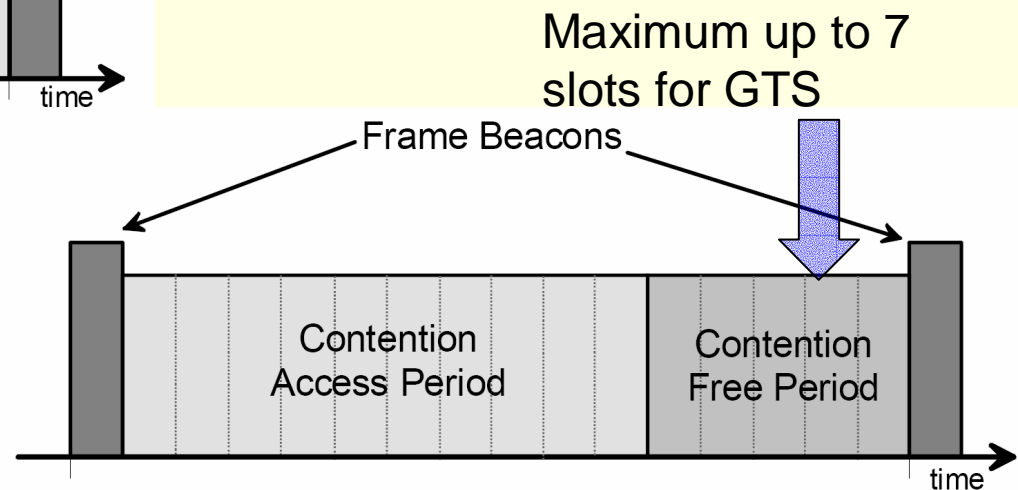 time
Maximum up to 7
slots for GTS
Frame Beacons
Contention
Access Period
Contention
Free Period
time